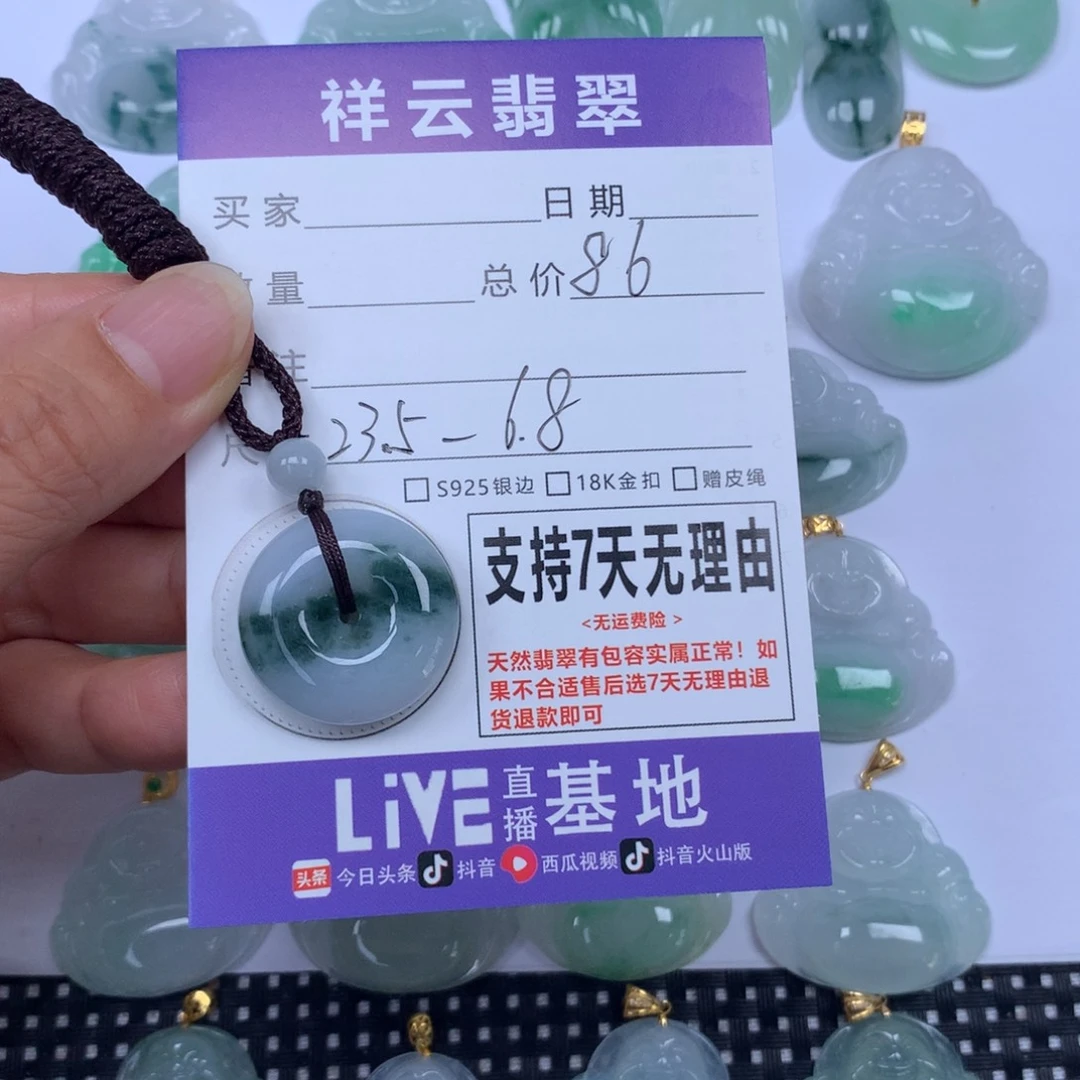 祥云翡翠
买家 日期
量 总价 86
注
尺 23.5 - 6.8
S925银边 18K金扣 赠皮绳
支持7天无理由
<无运费险>
天然翡翠有包容实属正常！如
果不合适售后选7天无理由退
货退款即可
LiVE 直播 基地
头条 今日头条 抖音 西瓜视频 抖音火山版